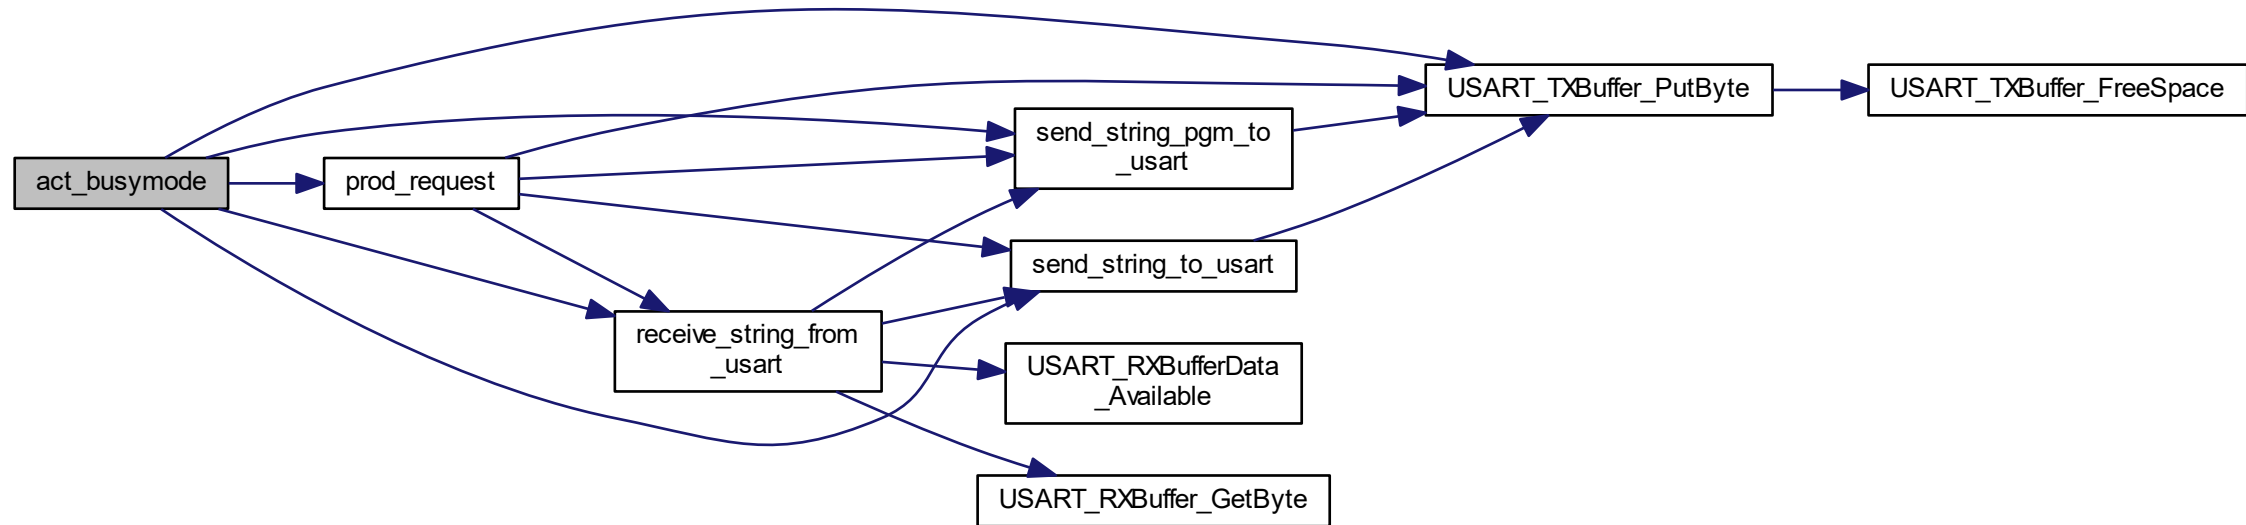 act_busymode
prod_request
receive_string_from
_usart
send_string_pgm_to
_usart
send_string_to_usart
USART_RXBufferData
_Available
USART_RXBuffer_GetByte
USART_TXBuffer_PutByte
USART_TXBuffer_FreeSpace